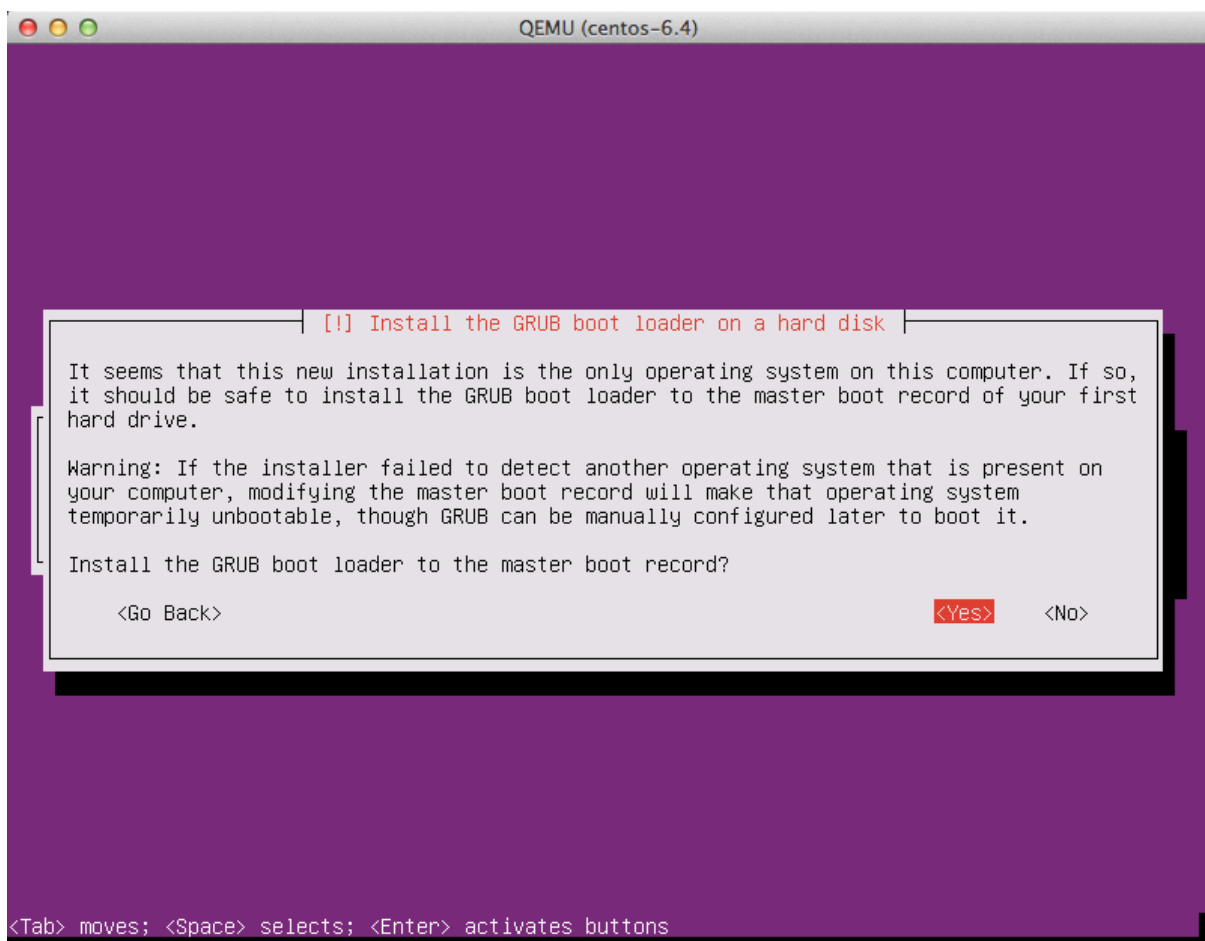 QEMU (centos-6.4)
[!] Install the GRUB boot loader on a hard disk
It seems that this new installation is the only operating system on this computer. If so,
it should be safe to install the GRUB boot loader to the master boot record of your first
hard drive.
Warning: If the installer failed to detect another operating system that is present on
your computer, modifying the master boot record will make that operating system
temporarily unbootable, though GRUB can be manually configured later to boot it.
Install the GRUB boot loader to the master boot record?
<Go Back> <Yes> <No>
<Tab> moves; <Space> selects; <Enter> activates buttons